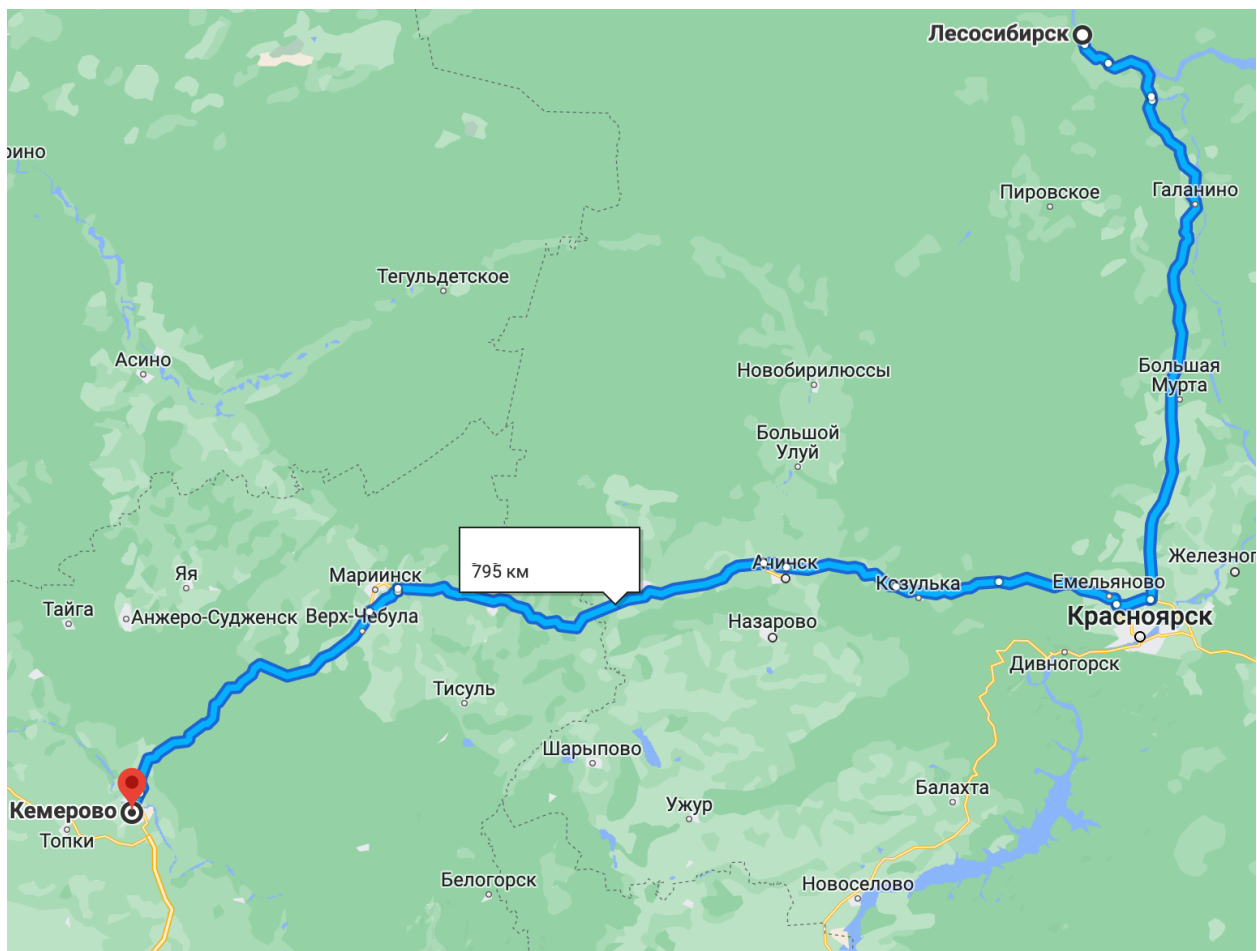 Лесосибирск
рино
Пировское
Галанино
Тегульдетское
Асино
Новобирилюссы
Большая
Мурта
Большой
Улуй
795 км
Ачинск
Козулька
Емельяново
Железног
Яя
Мариинск
Тайга
Анжеро-Судженск
Верх-Чебула
Назарово
Красноярск
Дивногорск
Тисуль
Шарыпово
Балахта
Ужур
Кемерово
Топки
Белогорск
Новоселово